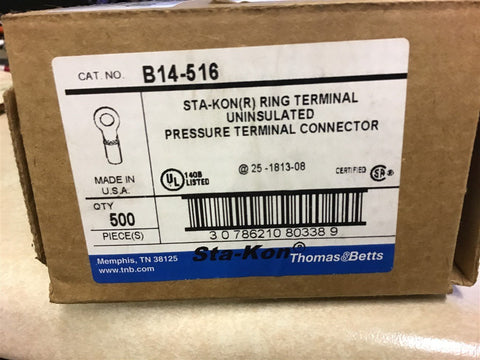 CAT. NO. B14-516
STA-KON(R) RING TERMINAL
UNINSULATED
PRESSURE TERMINAL CONNECTOR
MADE IN
U.S.A.
UL 140B
LISTED
@ 25 -1813-08
CERTIFIED SA®
QTY
500
PIECE(S)
3 0 786210 80338 9
Memphis, TN 38125
www.tnb.com
Sta-Kon®
Thomas&Betts